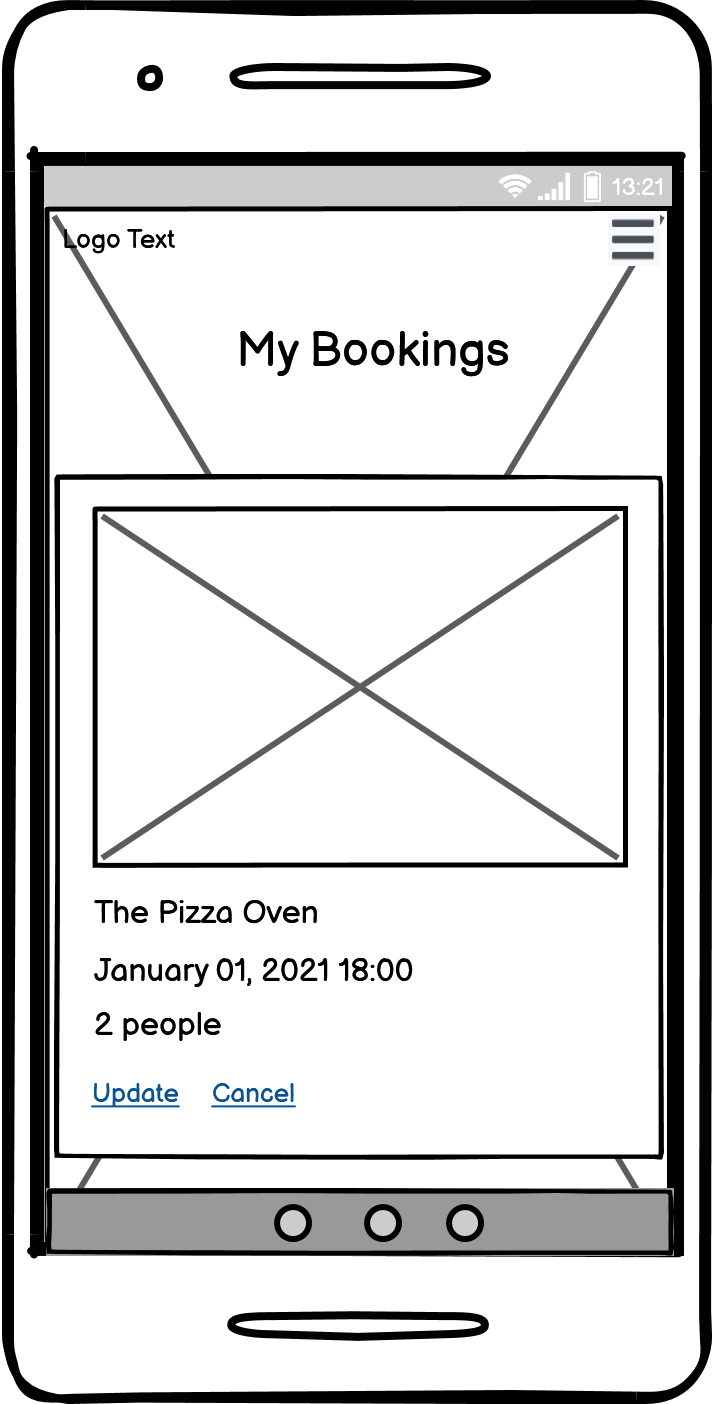 13:21
Logo Text
My Bookings
The Pizza Oven
January 01, 2021 18:00
2 people
Update Cancel